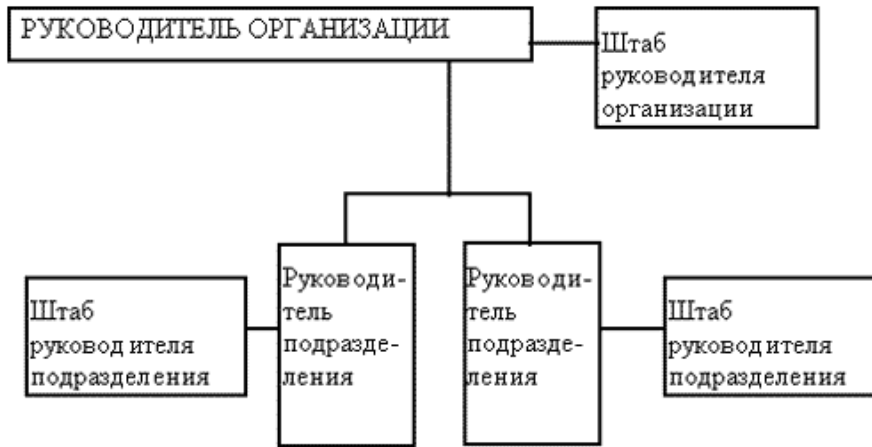 РУКОВОДИТЕЛЬ ОРГАНИЗАЦИИ
Штаб
руководителя
организации
Штаб
руководителя
подразделения
Руководи-
тель
подразде-
ления
Руководи-
тель
подразде-
ления
Штаб
руководителя
подразделения